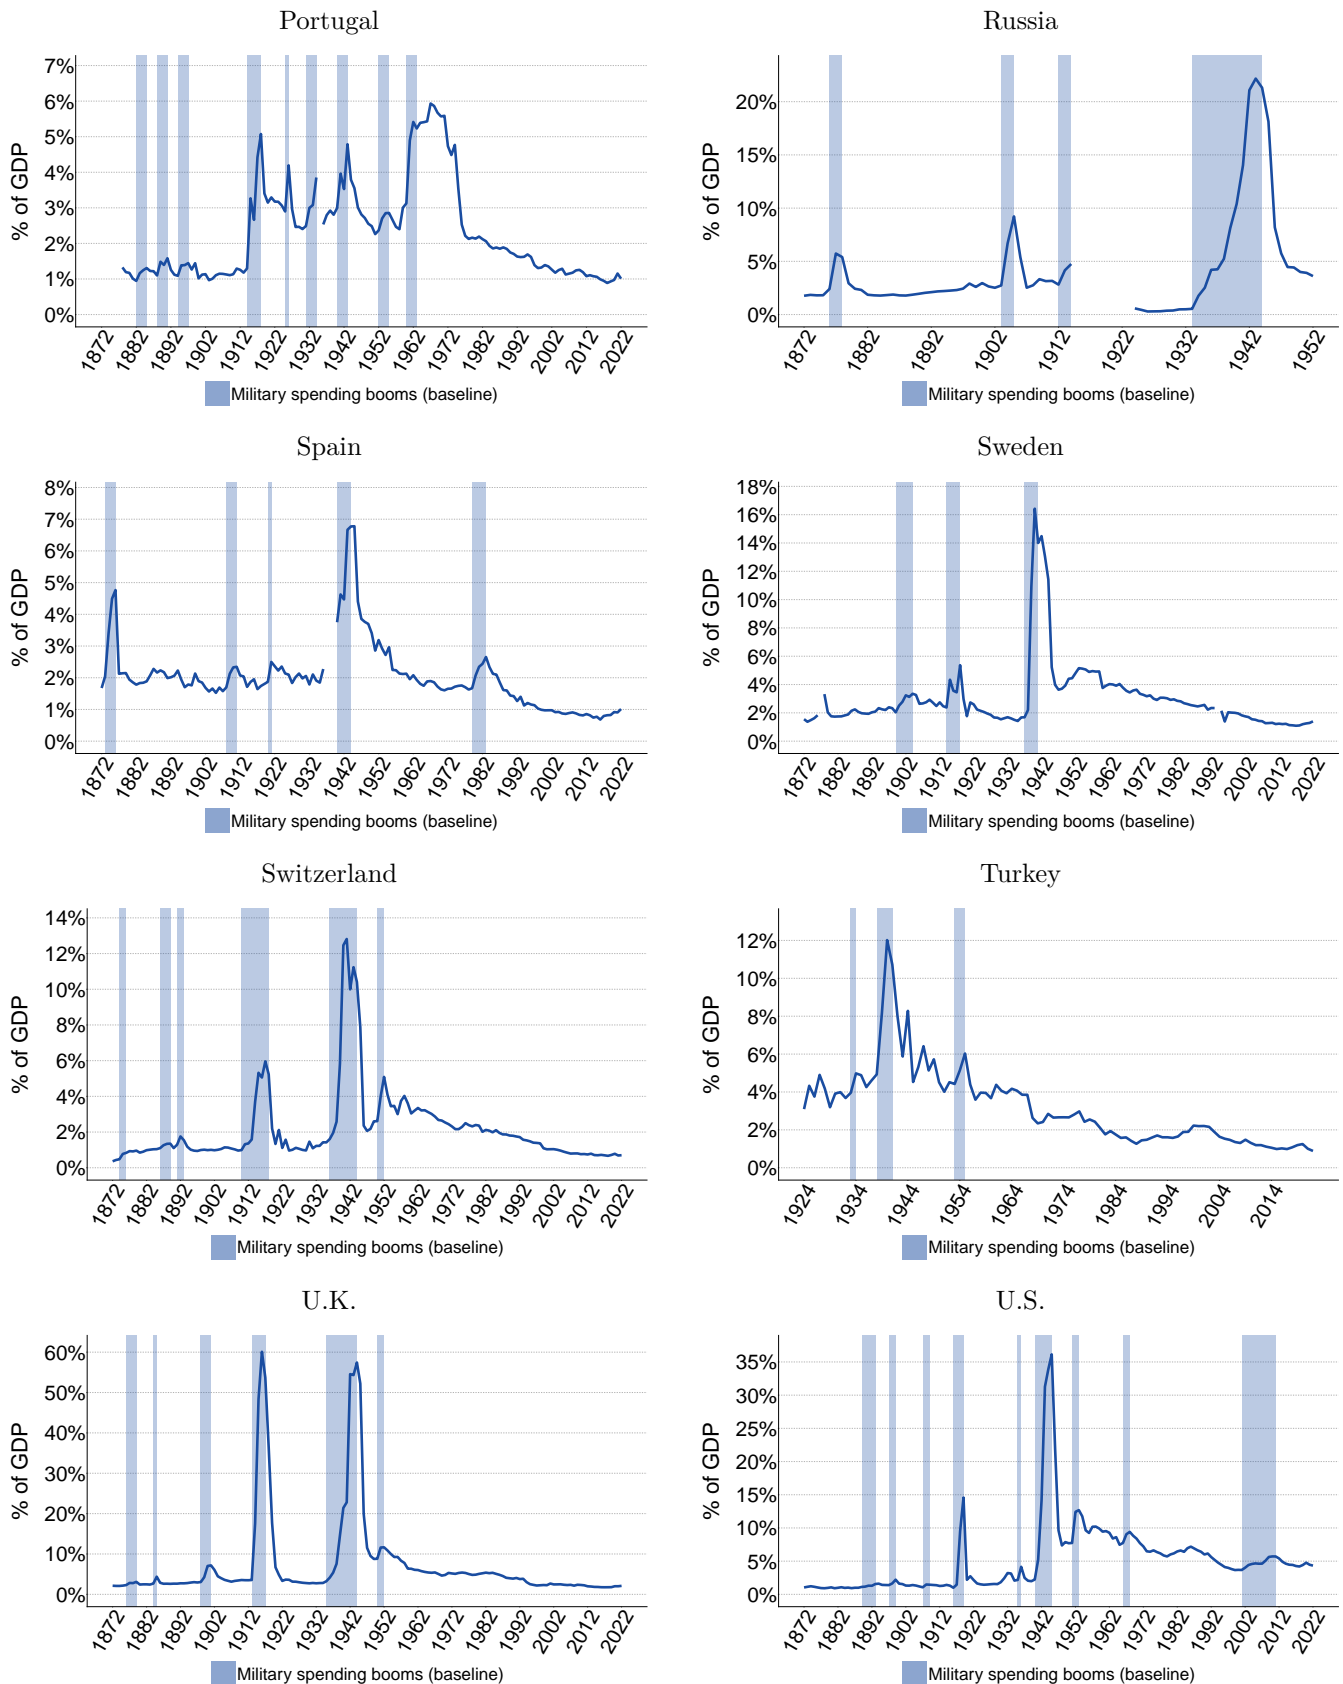 Portugal
% of GDP
7%
6%
5%
4%
3%
2%
1%
0%
1872 1882 1892 1902 1912 1922 1932 1942 1952 1962 1972 1982 1992 2002 2012 2022
Military spending booms (baseline)
Russia
% of GDP
20%
15%
10%
5%
0%
1872 1882 1892 1902 1912 1922 1932 1942 1952
Military spending booms (baseline)
Spain
% of GDP
8%
7%
6%
5%
4%
3%
2%
1%
0%
1872 1882 1892 1902 1912 1922 1932 1942 1952 1962 1972 1982 1992 2002 2012 2022
Military spending booms (baseline)
Sweden
% of GDP
18%
16%
14%
12%
10%
8%
6%
4%
2%
0%
1872 1882 1892 1902 1912 1922 1932 1942 1952 1962 1972 1982 1992 2002 2012 2022
Military spending booms (baseline)
Switzerland
% of GDP
14%
12%
10%
8%
6%
4%
2%
0%
1872 1882 1892 1902 1912 1922 1932 1942 1952 1962 1972 1982 1992 2002 2012 2022
Military spending booms (baseline)
Turkey
% of GDP
12%
10%
8%
6%
4%
2%
0%
1924 1934 1944 1954 1964 1974 1984 1994 2004 2014
Military spending booms (baseline)
U.K.
% of GDP
60%
50%
40%
30%
20%
10%
0%
1872 1882 1892 1902 1912 1922 1932 1942 1952 1962 1972 1982 1992 2002 2012 2022
Military spending booms (baseline)
U.S.
% of GDP
35%
30%
25%
20%
15%
10%
5%
0%
1872 1882 1892 1902 1912 1922 1932 1942 1952 1962 1972 1982 1992 2002 2012 2022
Military spending booms (baseline)